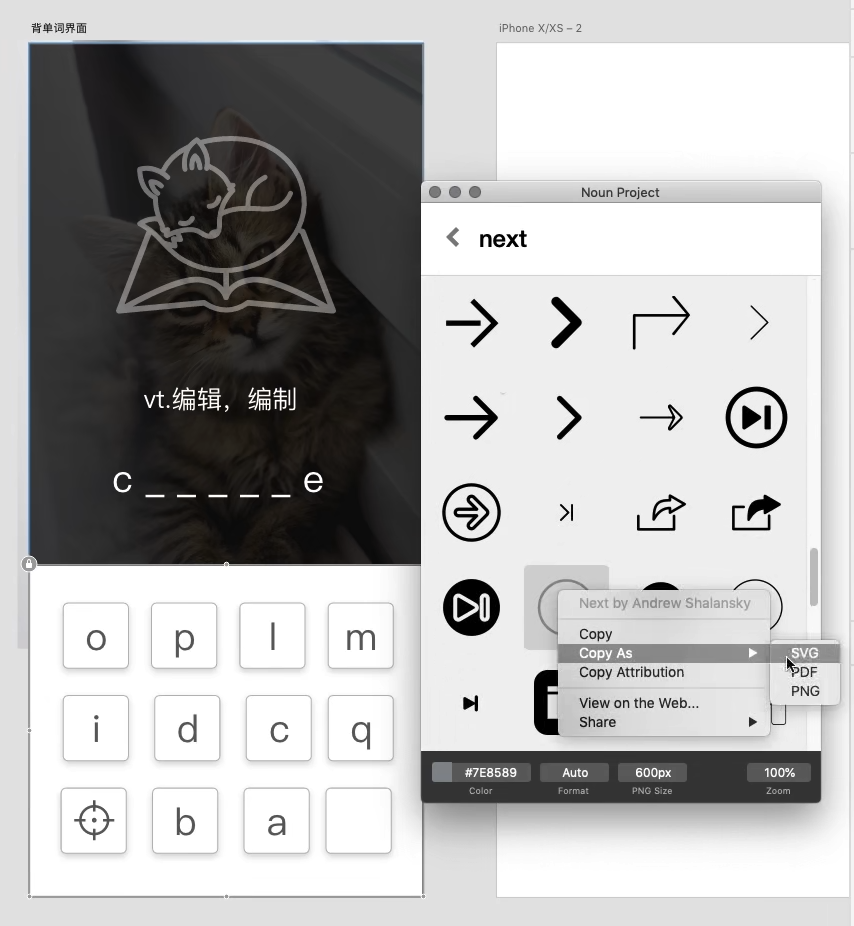 背单词界面
iPhone X/XS – 2
vt.编辑，编制
c _ _ _ _ _ e
o p l m
i d c q
b a
Noun Project
next
Next by Andrew Shalansky
Copy
Copy As
Copy Attribution
View on the Web...
Share
SVG
PDF
PNG
#7E8589 Auto 600px 100%
Color Format PNG Size Zoom